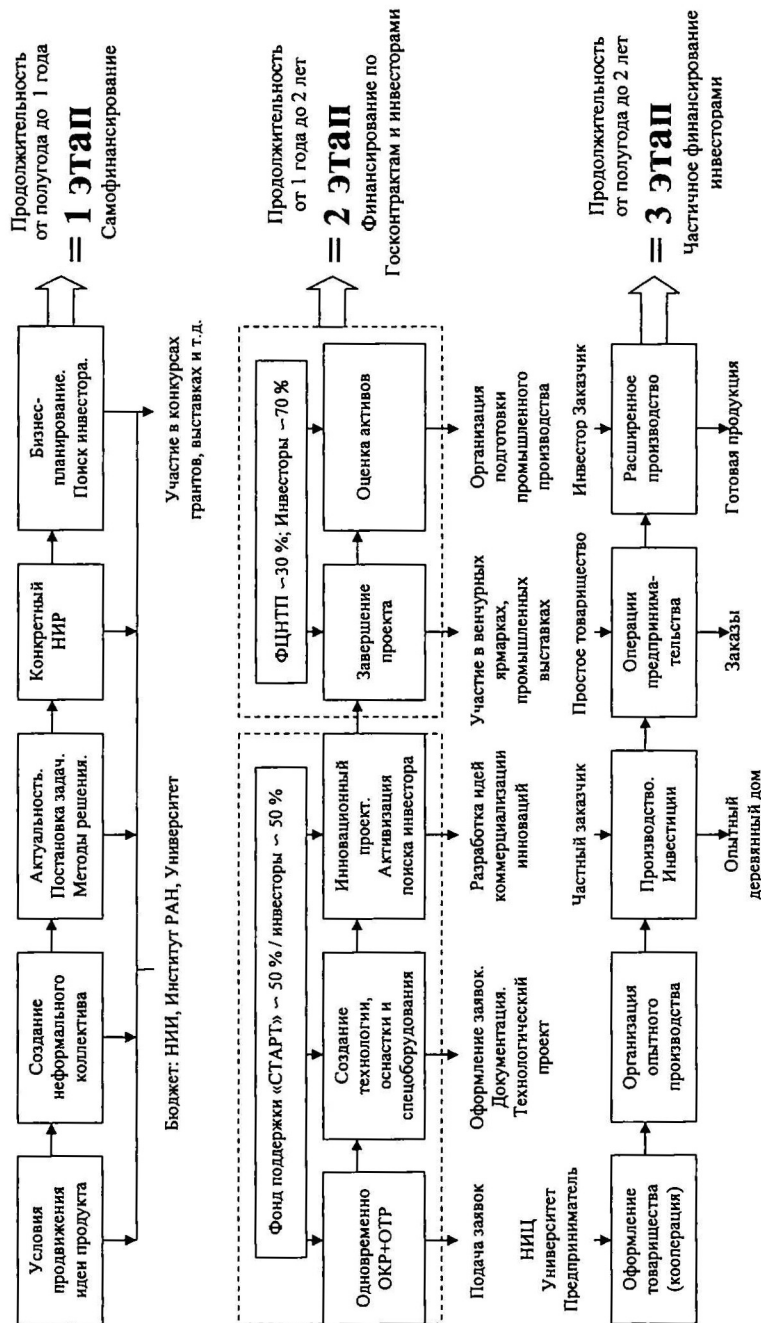 Условия
продвижения
идеи продукта
Создание
неформального
коллектива
Актуальность.
Постановка задач.
Методы решения.
Конкретный
НИР
Бизнес-
планирование.
Поиск инвестора.
Продолжительность
от полугода до 1 года
= 1 этап
Самофинансирование
Бюджет: НИИ, Институт РАН, Университет
Участие в конкурсах
грантов, выставках и т.д.
Фонд поддержки «СТАРТ» ~ 50 % / инвесторы ~ 50 %
ФЦНТП ~30 %; Инвесторы ~70 %
Одновременно
ОКР+ОТР
Создание
технологии,
оснастки и
спецоборудования
Инновационный
проект.
Активизация
поиска инвестора
Завершение
проекта
Оценка активов
Продолжительность
от 1 года до 2 лет
= 2 этап
Финансирование по
Госконтрактам и инвесторами
Подача заявок
Оформление заявок.
Документация.
Технологический
проект
Разработка идей
коммерциализации
инноваций
Участие в венчурных
ярмарках,
промышленных
выставках
Организация
подготовки
промышленного
производства
НИЦ
Университет
Предприниматель
Частный заказчик
Простое товарищество
Инвестор Заказчик
Оформление
товарищества
(кооперация)
Организация
опытного
производства
Производство.
Инвестиции
Операции
предпринима-
тельства
Расширенное
производство
Продолжительность
от полугода до 2 лет
= 3 этап
Частичное финансирование
инвесторами
Опытный
деревянный дом
Заказы
Готовая продукция